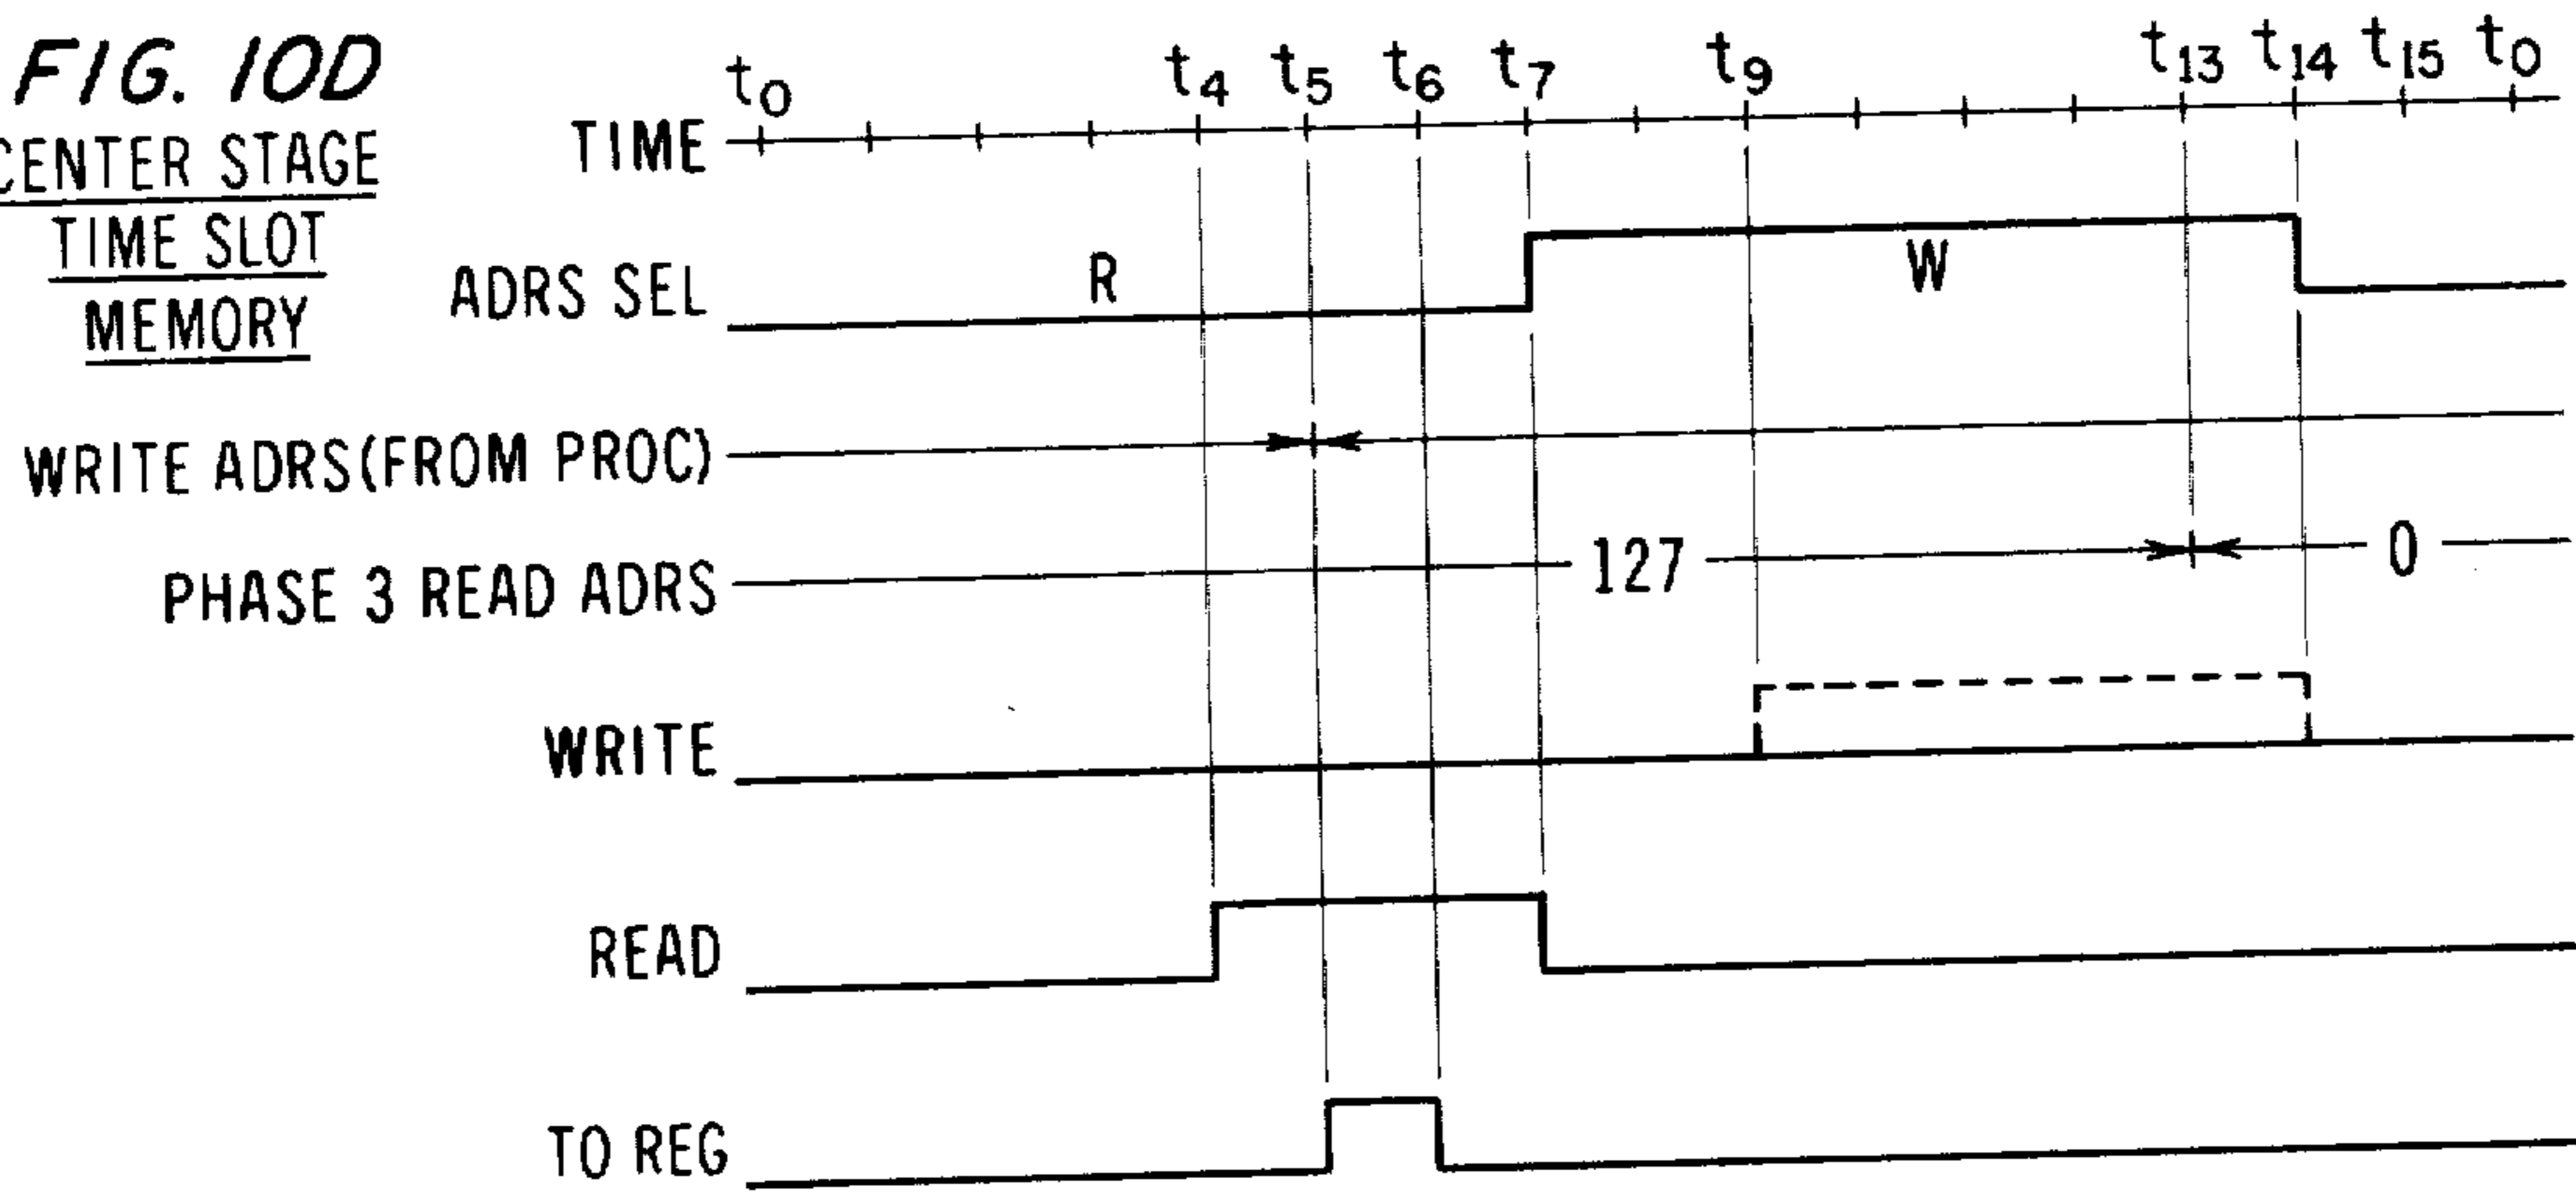 FIG. 10D
CENTER STAGE
TIME SLOT
MEMORY
t0 t4 t5 t6 t7 t9 t13 t14 t15 t0
TIME
ADRS SEL R W
WRITE ADRS(FROM PROC)
PHASE 3 READ ADRS 127 0
WRITE
READ
TO REG